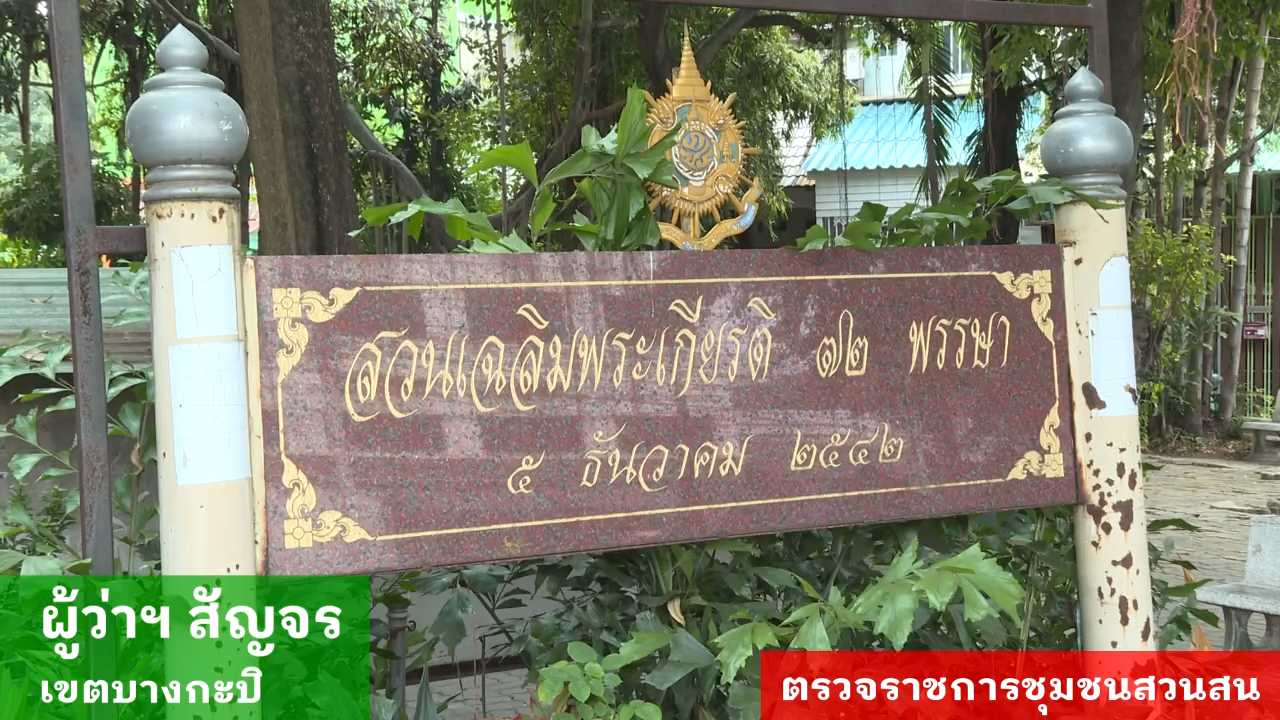 สวนเฉลิมพระเกียรติ ๗๒ พรรษา
๕ ธันวาคม ๒๕๔๒
ผู้ว่าฯ สัญจร
เขตบางกะปิ
ตรวจราชการชุมชนสวนสน